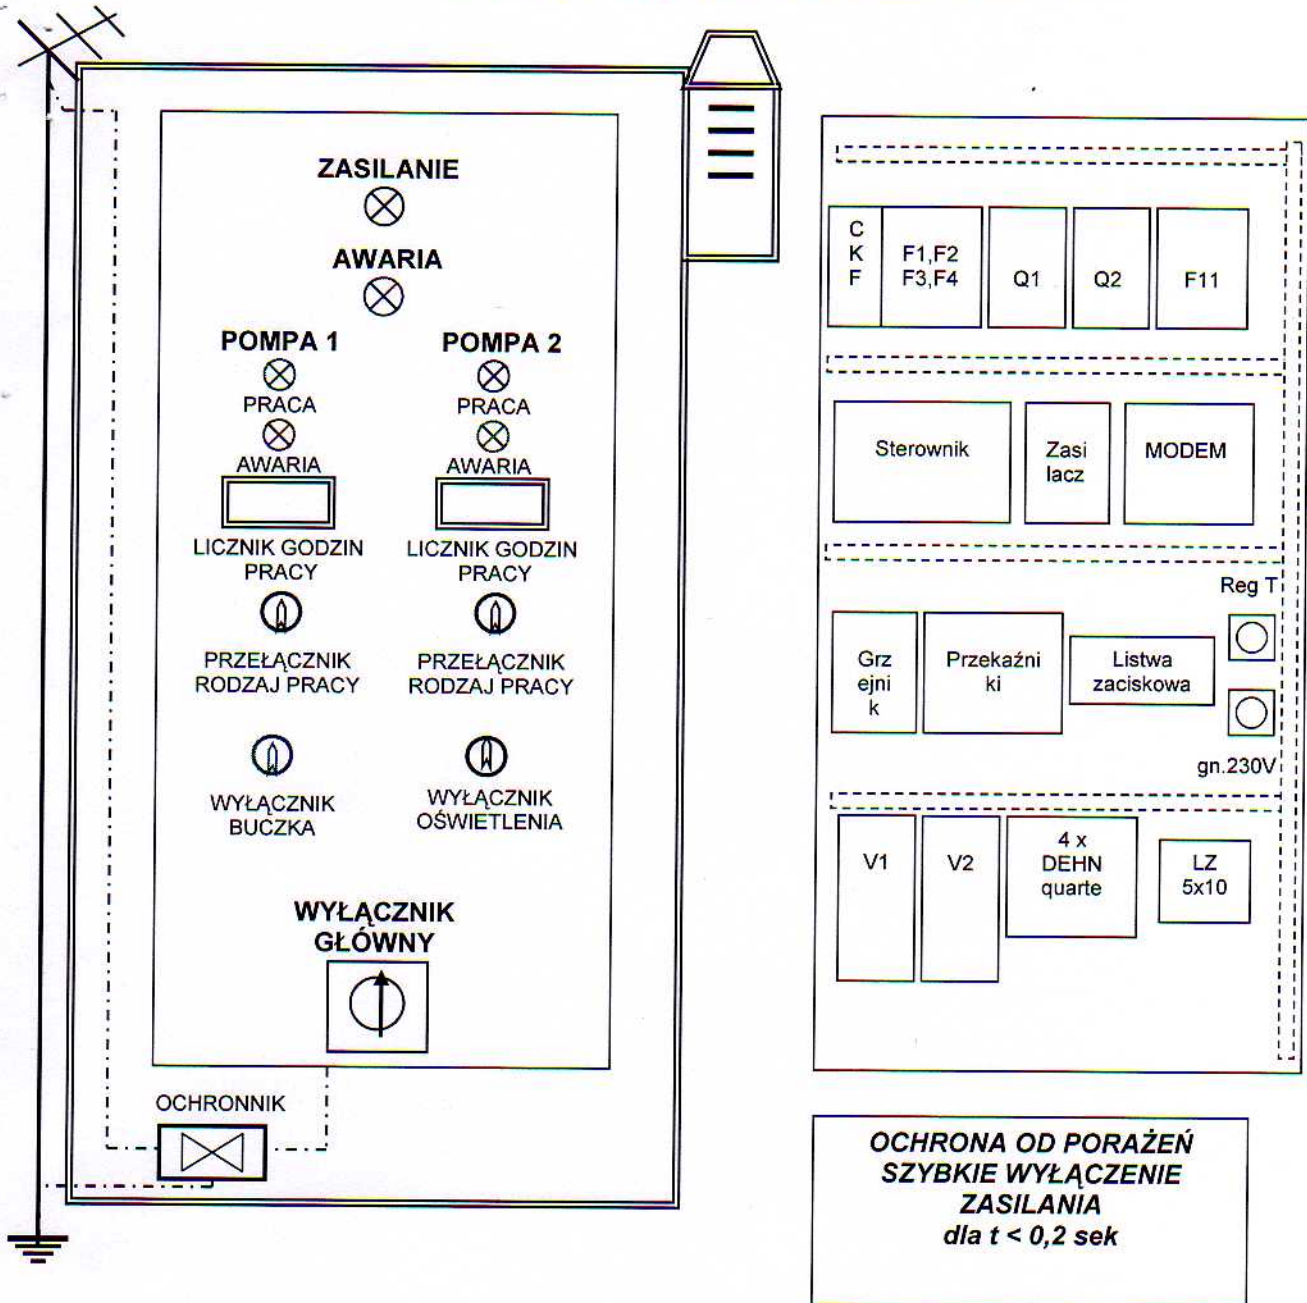 ZASILANIE
AWARIA
POMPA 1
PRACA
AWARIA
LICZNIK GODZIN
PRACY
PRZEŁĄCZNIK
RODZAJ PRACY
WYŁĄCZNIK
BUCZKA
POMPA 2
PRACA
AWARIA
LICZNIK GODZIN
PRACY
PRZEŁĄCZNIK
RODZAJ PRACY
WYŁĄCZNIK
OŚWIETLENIA
WYŁĄCZNIK
GŁÓWNY
OCHRONNIK
C
K
F
F1,F2
F3,F4
Q1
Q2
F11
Sterownik
Zasi
lacz
MODEM
Reg T
Grz
ejni
k
Przekaźni
ki
Listwa
zaciskowa
gn.230V
V1
V2
4 x
DEHN
quarte
LZ
5x10
OCHRONA OD PORAŻEŃ
SZYBKIE WYŁĄCZENIE
ZASILANIA
dla t < 0,2 sek